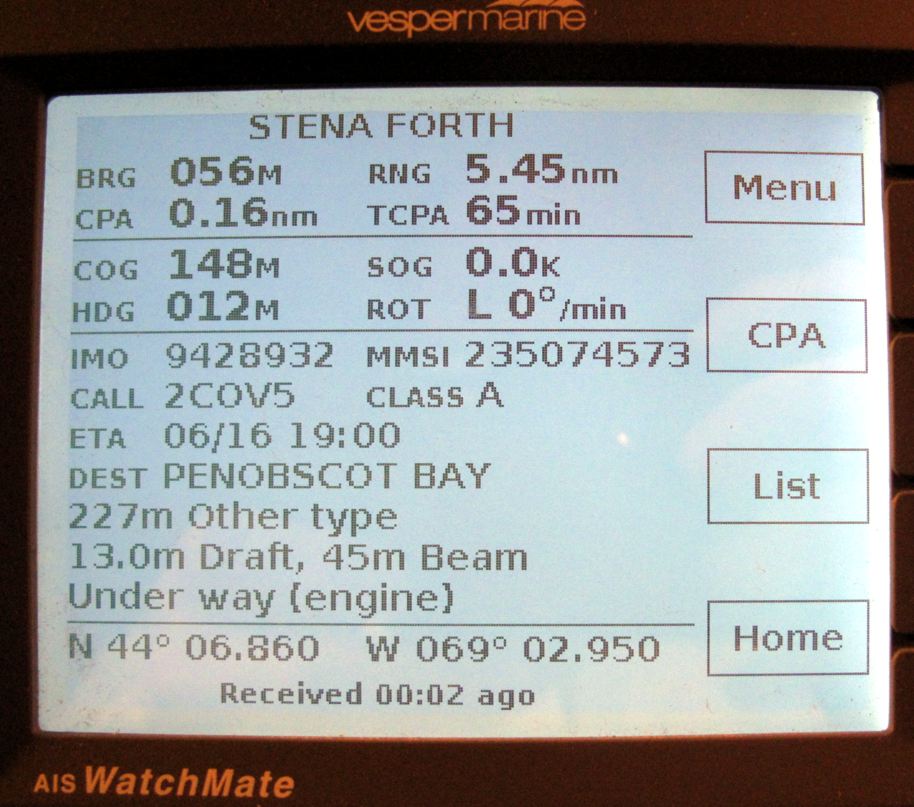 vespermarine
STENA FORTH
BRG 056M RNG 5.45nm
CPA 0.16nm TCPA 65min
COG 148M SOG 0.0K
HDG 012M ROT L 0°/min
IMO 9428932 MMSI 235074573
CALL 2COV5 CLASS A
ETA 06/16 19:00
DEST PENOBSCOT BAY
227m Other type
13.0m Draft, 45m Beam
Under way (engine)
N 44° 06.860 W 069° 02.950
Received 00:02 ago
Menu
CPA
List
Home
AIS WatchMate